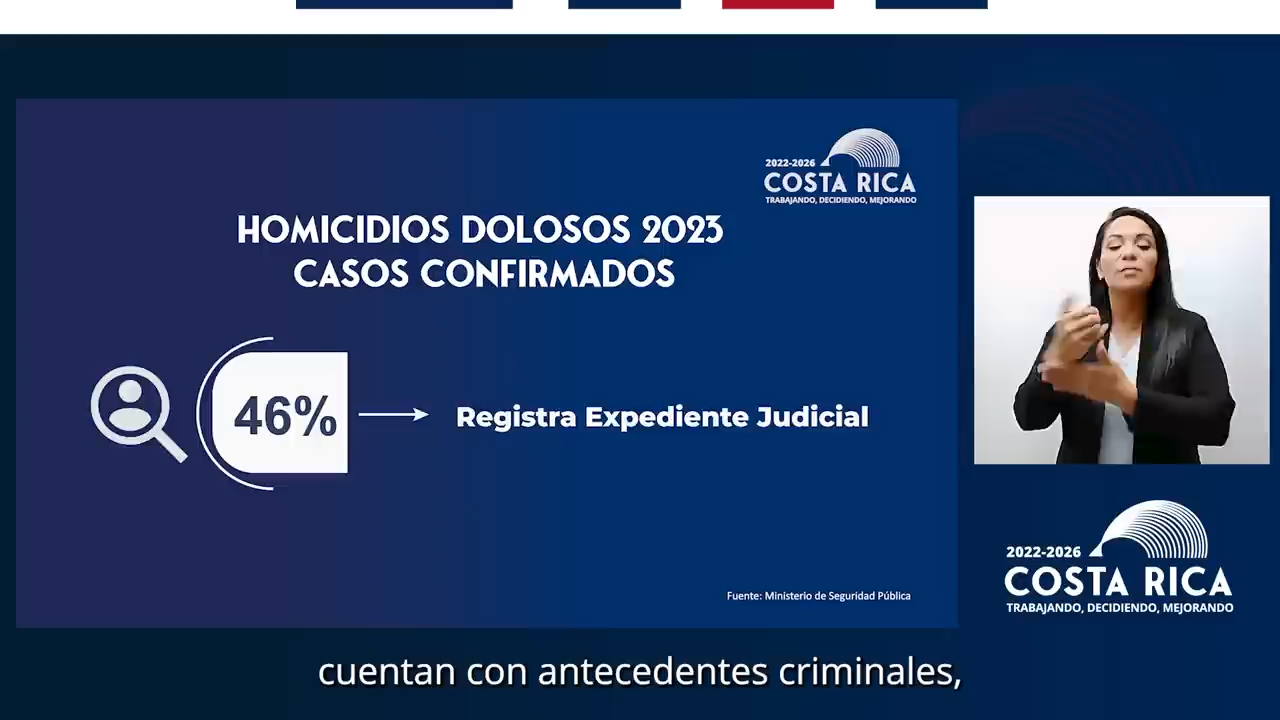 2022-2026
COSTA RICA
TRABAJANDO, DECIDIENDO, MEJORANDO
HOMICIDIOS DOLOSOS 2023
CASOS CONFIRMADOS
46%
Registra Expediente Judicial
Fuente: Ministerio de Seguridad Pública
2022-2026
COSTA RICA
TRABAJANDO, DECIDIENDO, MEJORANDO
cuentan con antecedentes criminales,